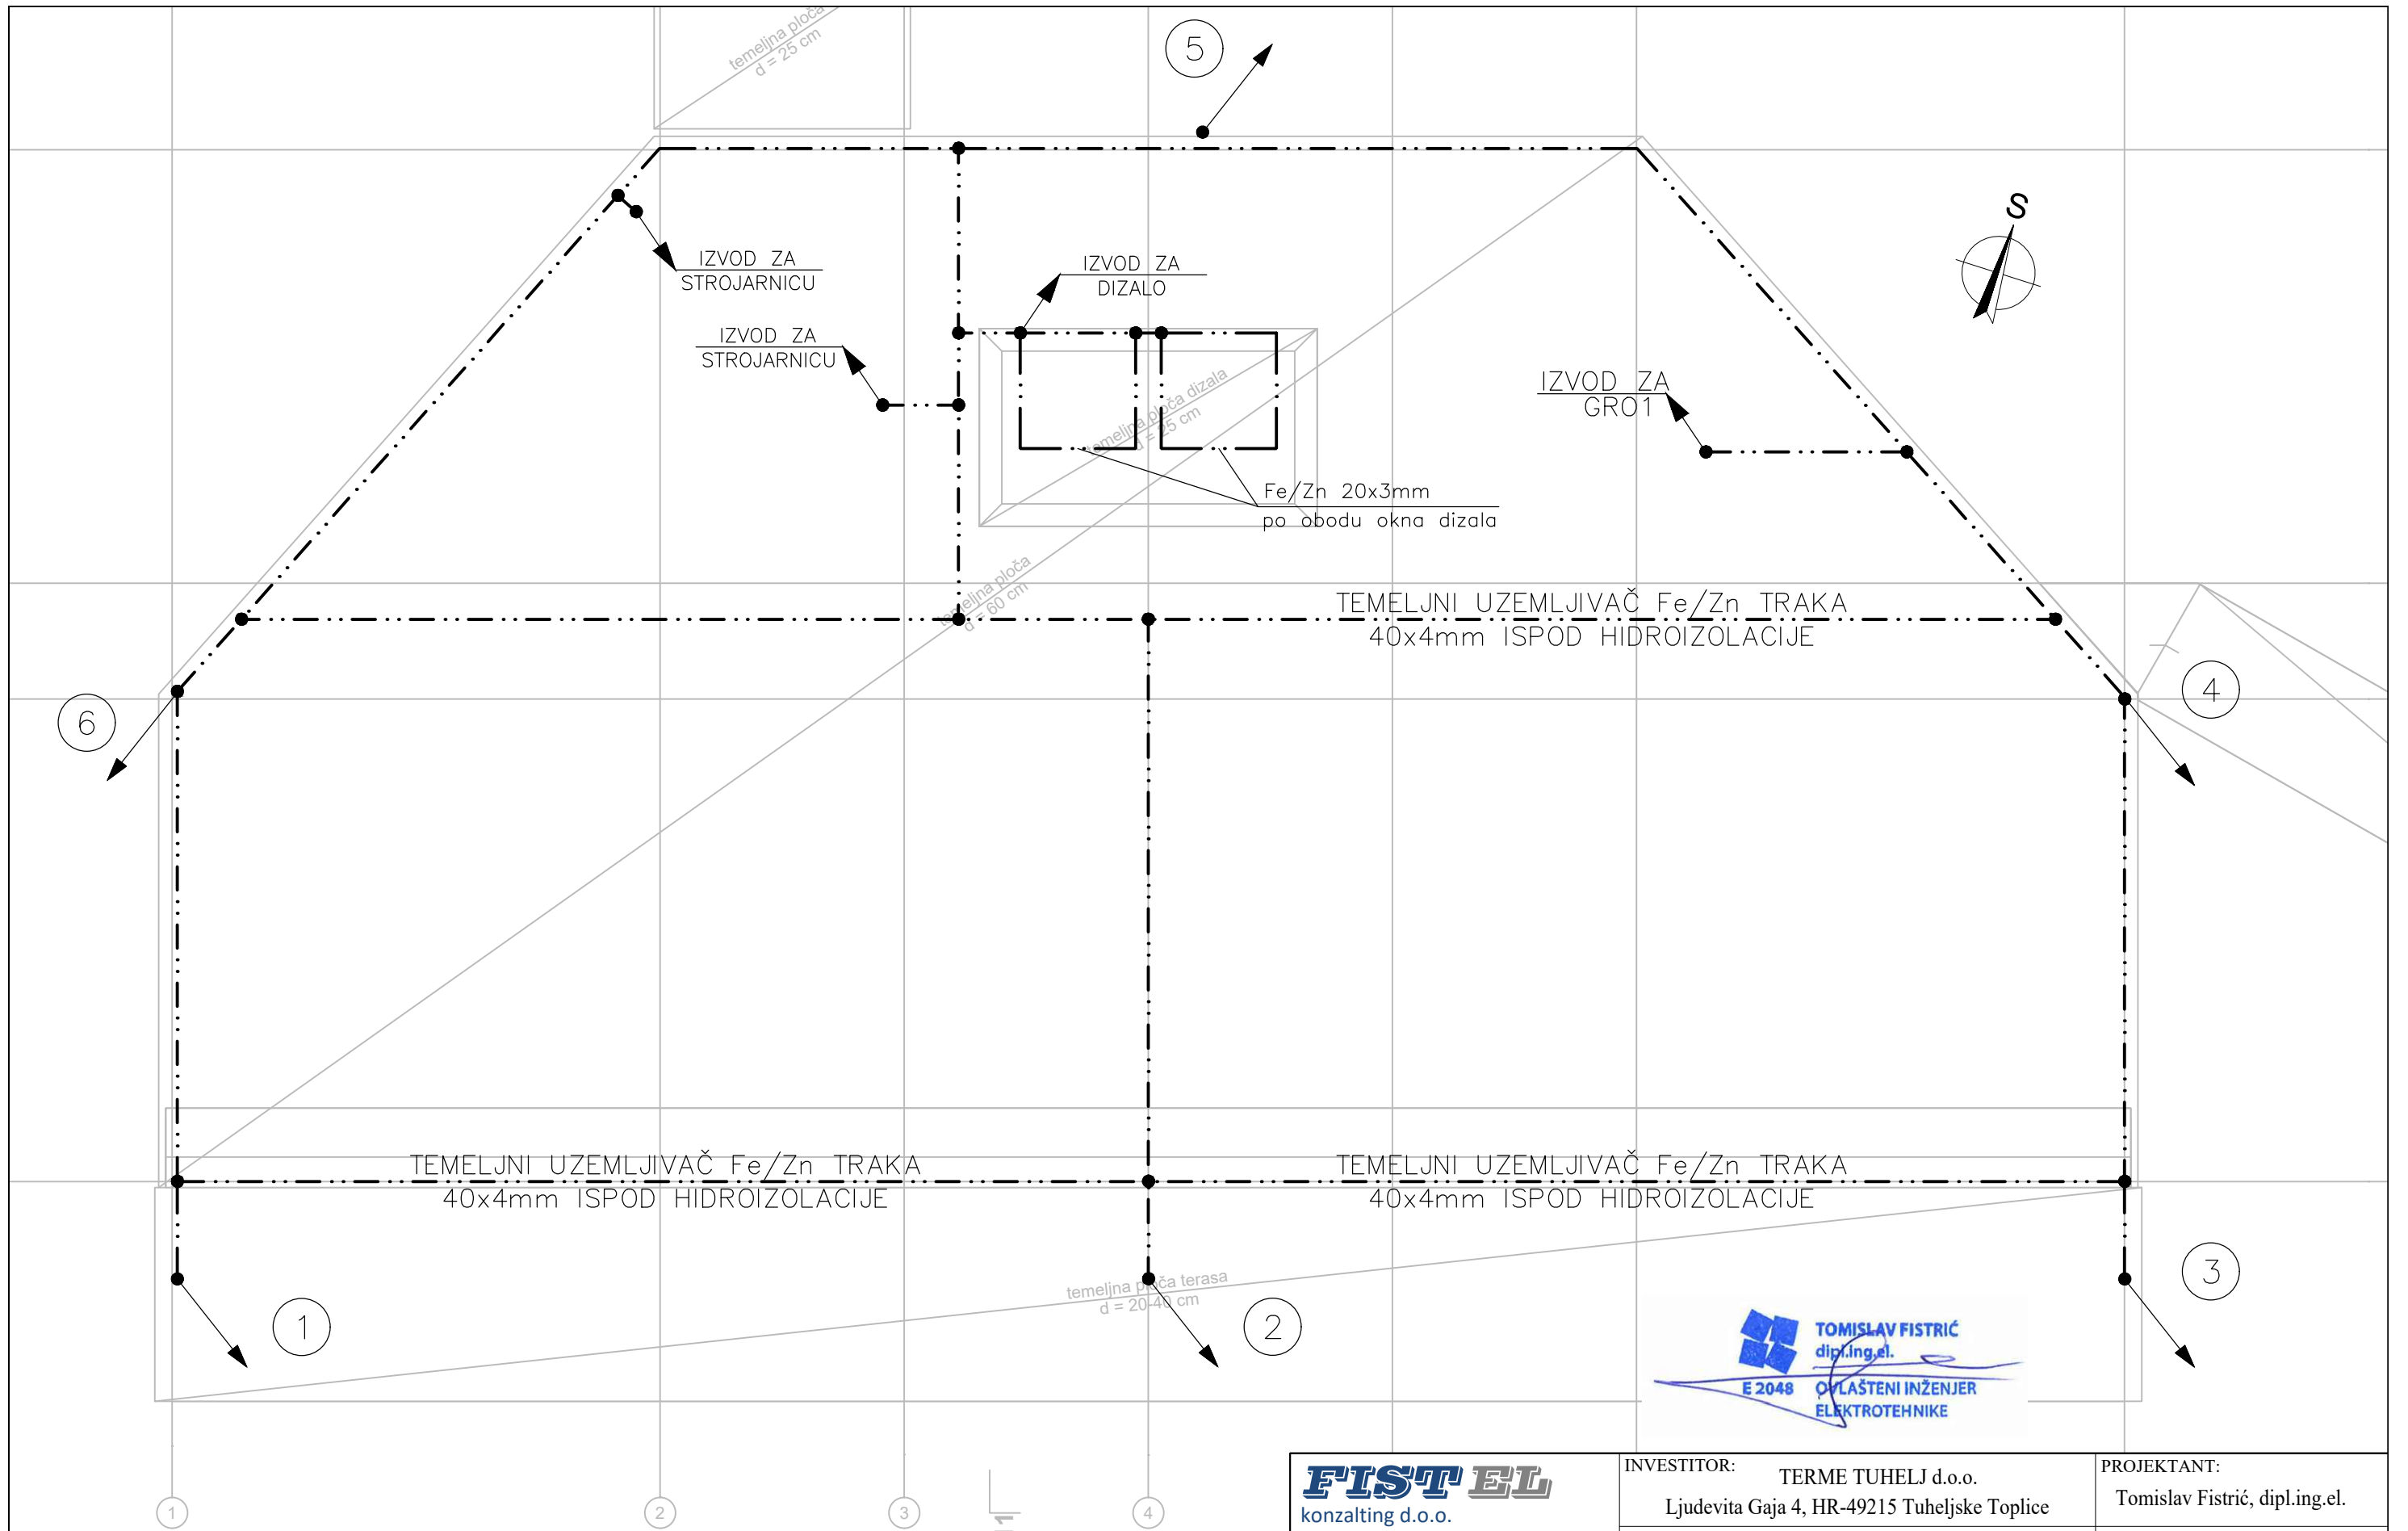 temeljna ploča
d = 25 cm
5
S
IZVOD ZA
STROJARNICU
IZVOD ZA
DIZALO
IZVOD ZA
STROJARNICU
IZVOD ZA
GRO1
temeljna ploča dizala
d = 25 cm
Fe/Zn 20x3mm
po obodu okna dizala
temeljna ploča
d = 60 cm
TEMELJNI UZEMLJIVAČ Fe/Zn TRAKA
40x4mm ISPOD HIDROIZOLACIJE
6
4
TEMELJNI UZEMLJIVAČ Fe/Zn TRAKA
40x4mm ISPOD HIDROIZOLACIJE
TEMELJNI UZEMLJIVAČ Fe/Zn TRAKA
40x4mm ISPOD HIDROIZOLACIJE
temeljna ploča terasa
d = 20-40 cm
1
2
3
TOMISLAV FISTRIĆ
dipl.ing.el.
E 2048 OVLAŠTENI INŽENJER
ELEKTROTEHNIKE
1
2
3
4
FISTEL
konzalting d.o.o.
INVESTITOR:
TERME TUHELJ d.o.o.
Ljudevita Gaja 4, HR-49215 Tuheljske Toplice
PROJEKTANT:
Tomislav Fistrić, dipl.ing.el.